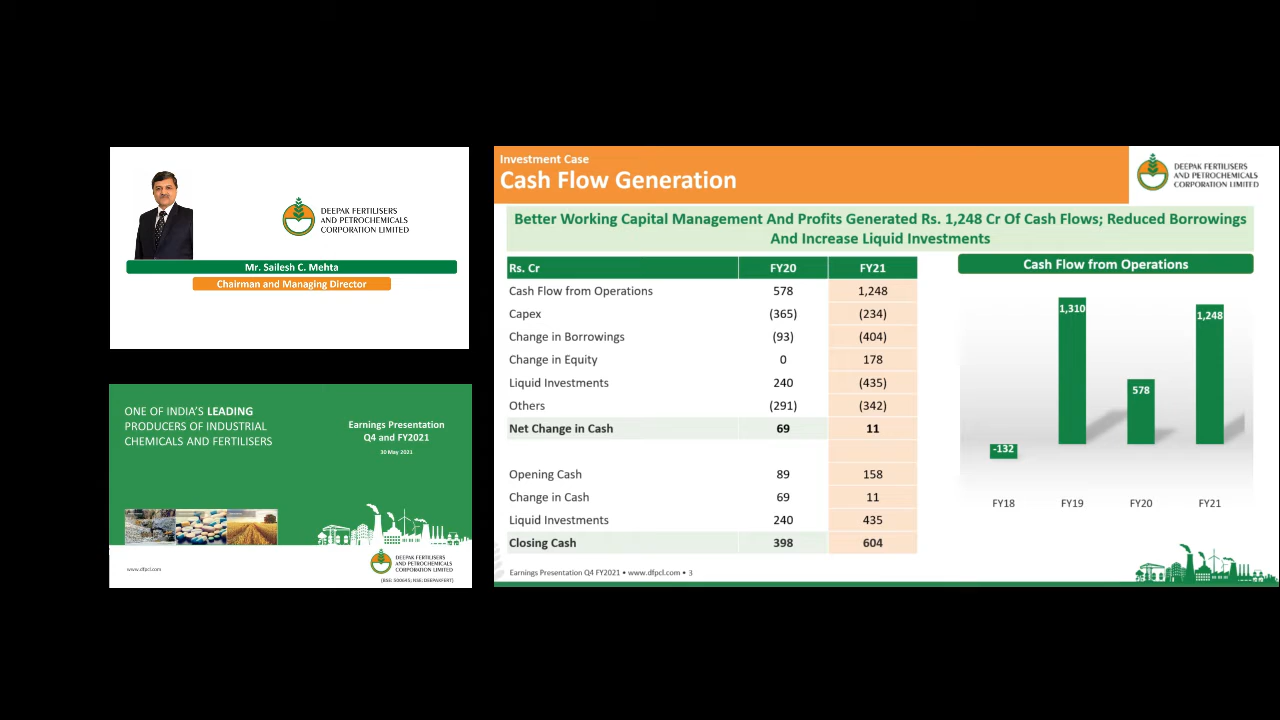 DEEPAK FERTILISERS
AND PETROCHEMICALS
CORPORATION LIMITED
Mr. Sailesh C. Mehta
Chairman and Managing Director
ONE OF INDIA'S LEADING
PRODUCERS OF INDUSTRIAL
CHEMICALS AND FERTILISERS
Earnings Presentation
Q4 and FY2021
30 May 2021
www.dfpcl.com
DEEPAK FERTILISERS
AND PETROCHEMICALS
CORPORATION LIMITED
(BSE: 500645; NSE: DEEPAKFERT)
Investment Case
Cash Flow Generation
DEEPAK FERTILISERS
AND PETROCHEMICALS
CORPORATION LIMITED
Better Working Capital Management And Profits Generated Rs. 1,248 Cr Of Cash Flows; Reduced Borrowings
And Increase Liquid Investments
Rs. Cr FY20 FY21
Cash Flow from Operations 578 1,248
Capex (365) (234)
Change in Borrowings (93) (404)
Change in Equity 0 178
Liquid Investments 240 (435)
Others (291) (342)
Net Change in Cash 69 11
Opening Cash 89 158
Change in Cash 69 11
Liquid Investments 240 435
Closing Cash 398 604
Cash Flow from Operations
-132 1,310 578 1,248
FY18 FY19 FY20 FY21
Earnings Presentation Q4 FY2021 • www.dfpcl.com • 3